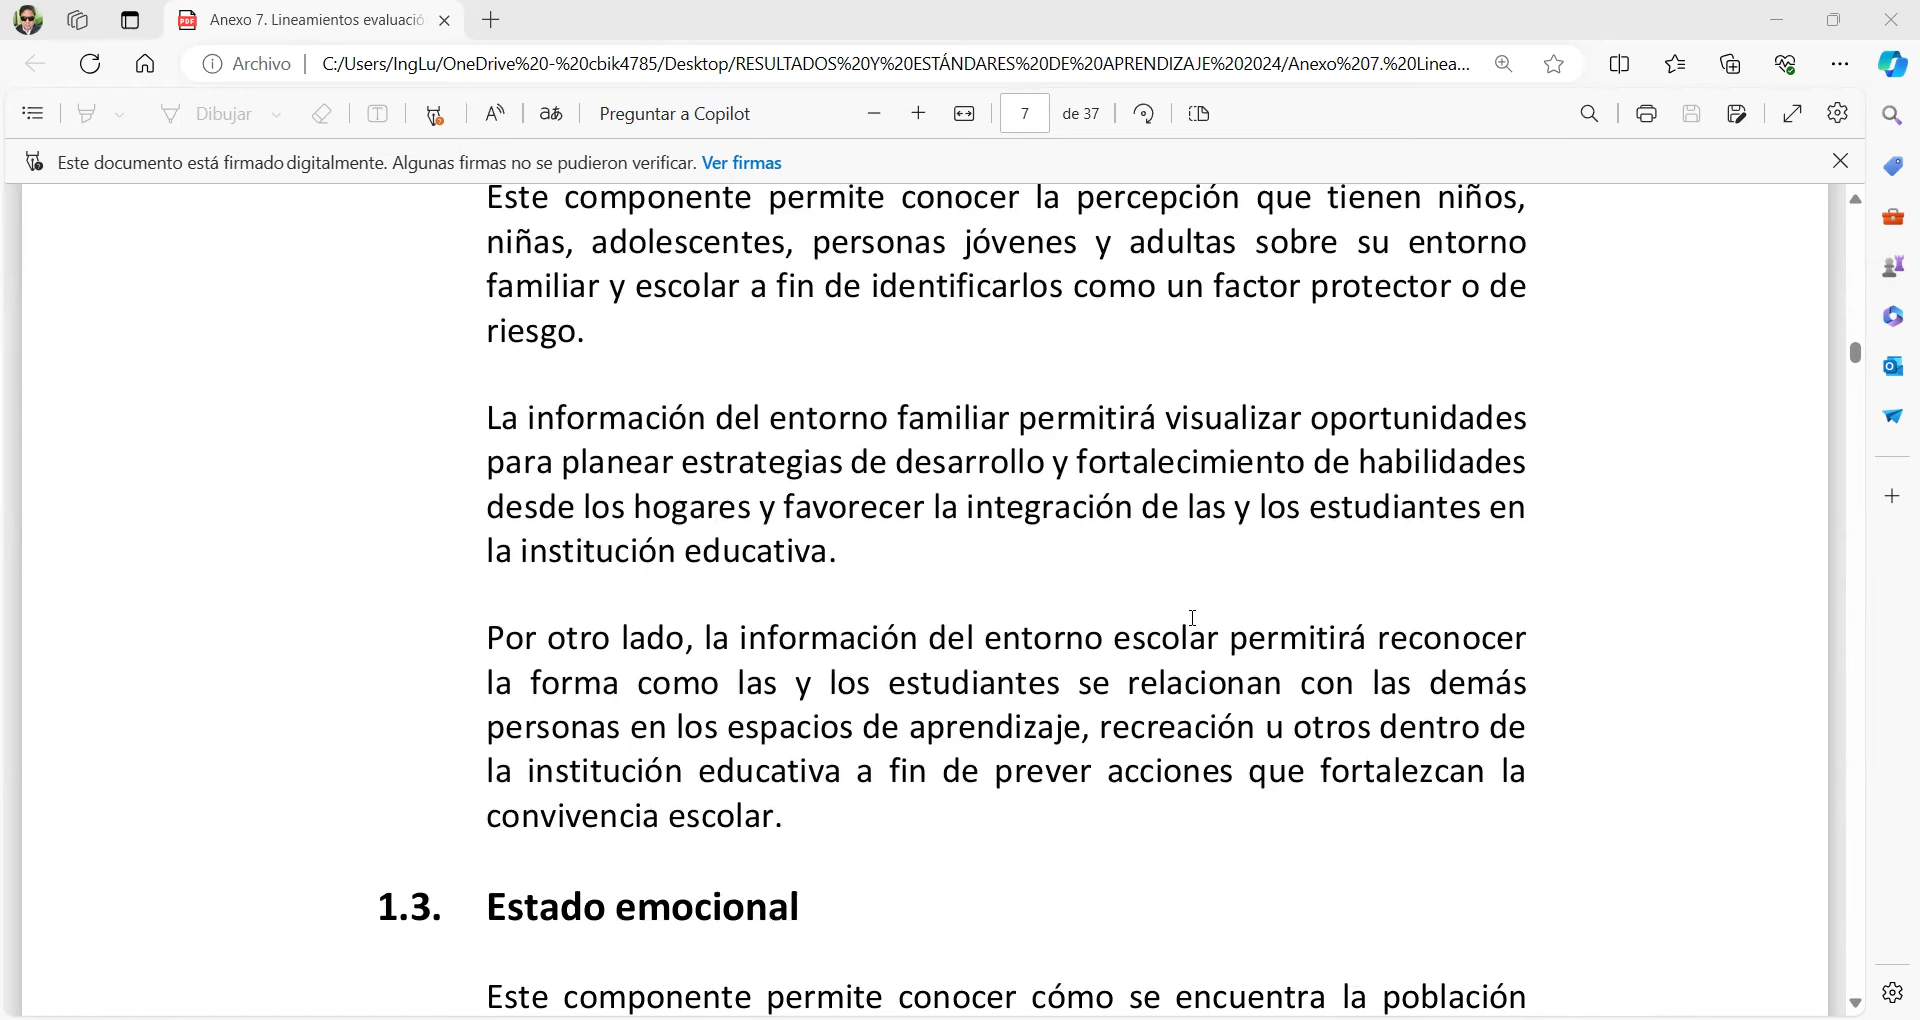 Anexo 7. Lineamientos evaluació
Archivo
C:/Users/IngLu/OneDrive%20-%20cbik4785/Desktop/RESULTADOS%20Y%20ESTÁNDARES%20DE%20APRENDIZAJE%202024/Anexo%207.%20Linea...
Dibujar
Preguntar a Copilot
7 de 37
Este documento está firmado digitalmente. Algunas firmas no se pudieron verificar. Ver firmas
Este componente permite conocer la percepción que tienen niños,
niñas, adolescentes, personas jóvenes y adultas sobre su entorno
familiar y escolar a fin de identificarlos como un factor protector o de
riesgo.
La información del entorno familiar permitirá visualizar oportunidades
para planear estrategias de desarrollo y fortalecimiento de habilidades
desde los hogares y favorecer la integración de las y los estudiantes en
la institución educativa.
Por otro lado, la información del entorno escolar permitirá reconocer
la forma como las y los estudiantes se relacionan con las demás
personas en los espacios de aprendizaje, recreación u otros dentro de
la institución educativa a fin de prever acciones que fortalezcan la
convivencia escolar.
1.3. Estado emocional
Este componente permite conocer cómo se encuentra la población